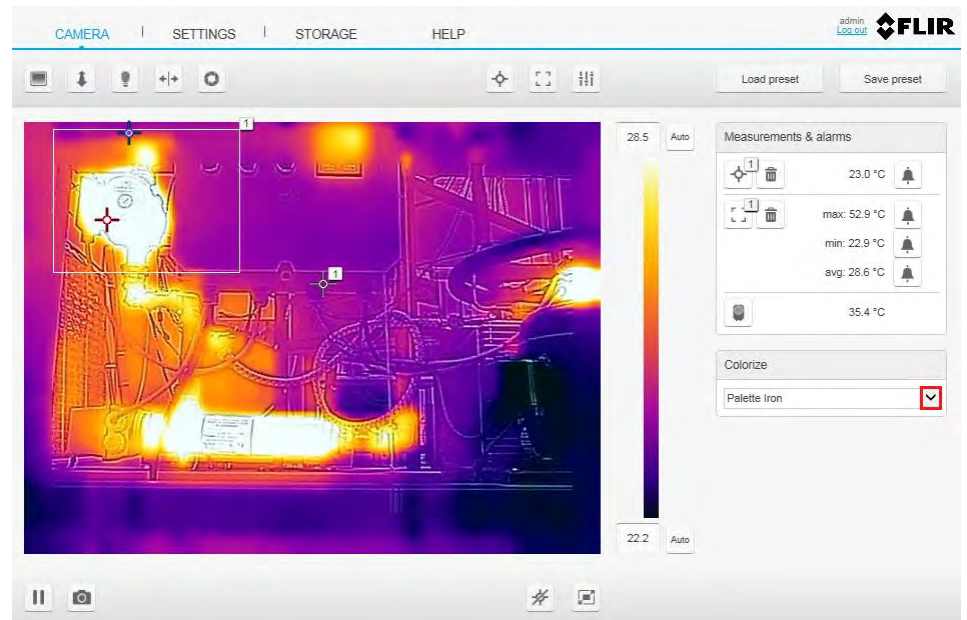 CAMERA SETTINGS STORAGE HELP
admin
Log out
FLIR
Load preset Save preset
1
1
28.5 Auto
22.2 Auto
Measurements & alarms
1 23.0 °C
1 max: 52.9 °C
min: 22.9 °C
avg: 28.6 °C
35.4 °C
Colorize
Palette Iron